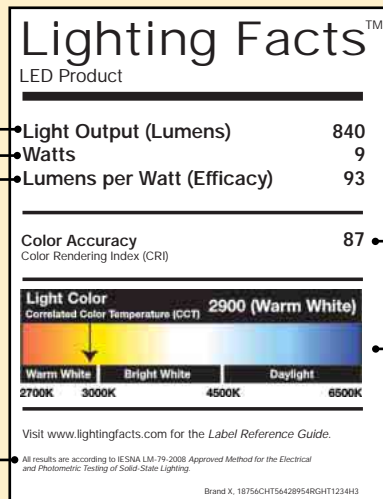 Lighting Facts™
LED Product
Light Output (Lumens) 840
Watts 9
Lumens per Watt (Efficacy) 93
Color Accuracy 87
Color Rendering Index (CRI)
Light Color
Correlated Color Temperature (CCT) 2900 (Warm White)
Warm White Bright White Daylight
2700K 3000K 4500K 6500K
Visit www.lightingfacts.com for the Label Reference Guide.
All results are according to IESNA LM-79-2008 Approved Method for the Electrical
and Photometric Testing of Solid-State Lighting.
Brand X, 18756CHT56428954RGHT1234H3